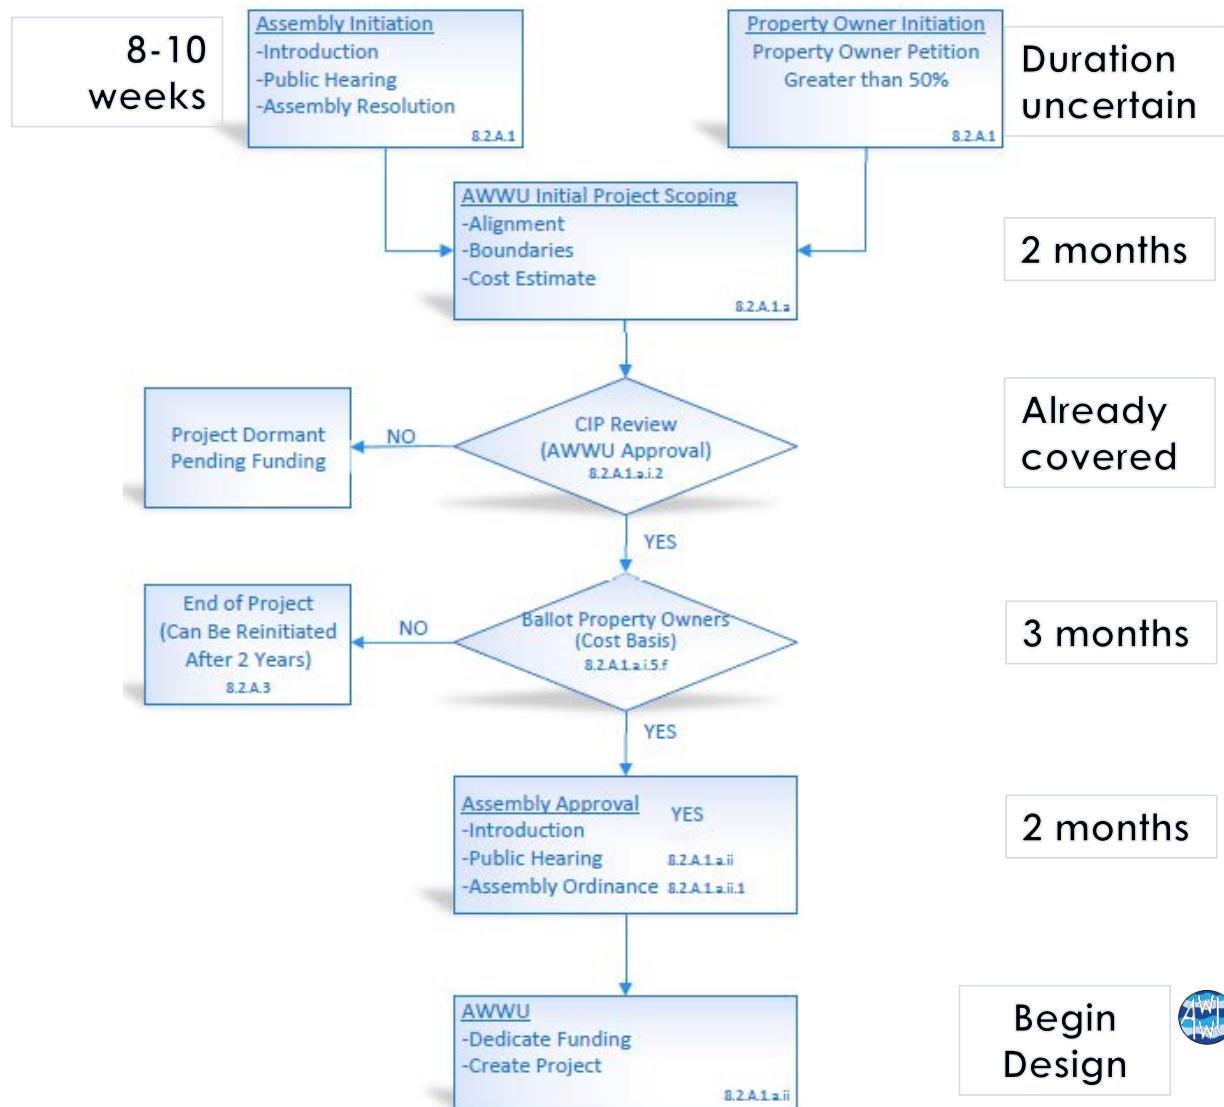 8-10
weeks
Assembly Initiation
-Introduction
-Public Hearing
-Assembly Resolution
8.2.A.1
Property Owner Initiation
Property Owner Petition
Greater than 50%
8.2.A.1
Duration
uncertain
AWWU Initial Project Scoping
-Alignment
-Boundaries
-Cost Estimate
8.2.A.1.a
2 months
CIP Review
(AWWU Approval)
8.2.A.1.a.i.2
NO
Project Dormant
Pending Funding
Already
covered
YES
Ballot Property Owners
(Cost Basis)
8.2.A.1.a.i.5.f
NO
End of Project
(Can Be Reinitiated
After 2 Years)
8.2.A.3
3 months
YES
Assembly Approval YES
-Introduction
-Public Hearing 8.2.A.1.a.ii
-Assembly Ordinance 8.2.A.1.a.ii.1
2 months
AWWU
-Dedicate Funding
-Create Project
8.2.A.1.a.ii
Begin
Design
AWWU